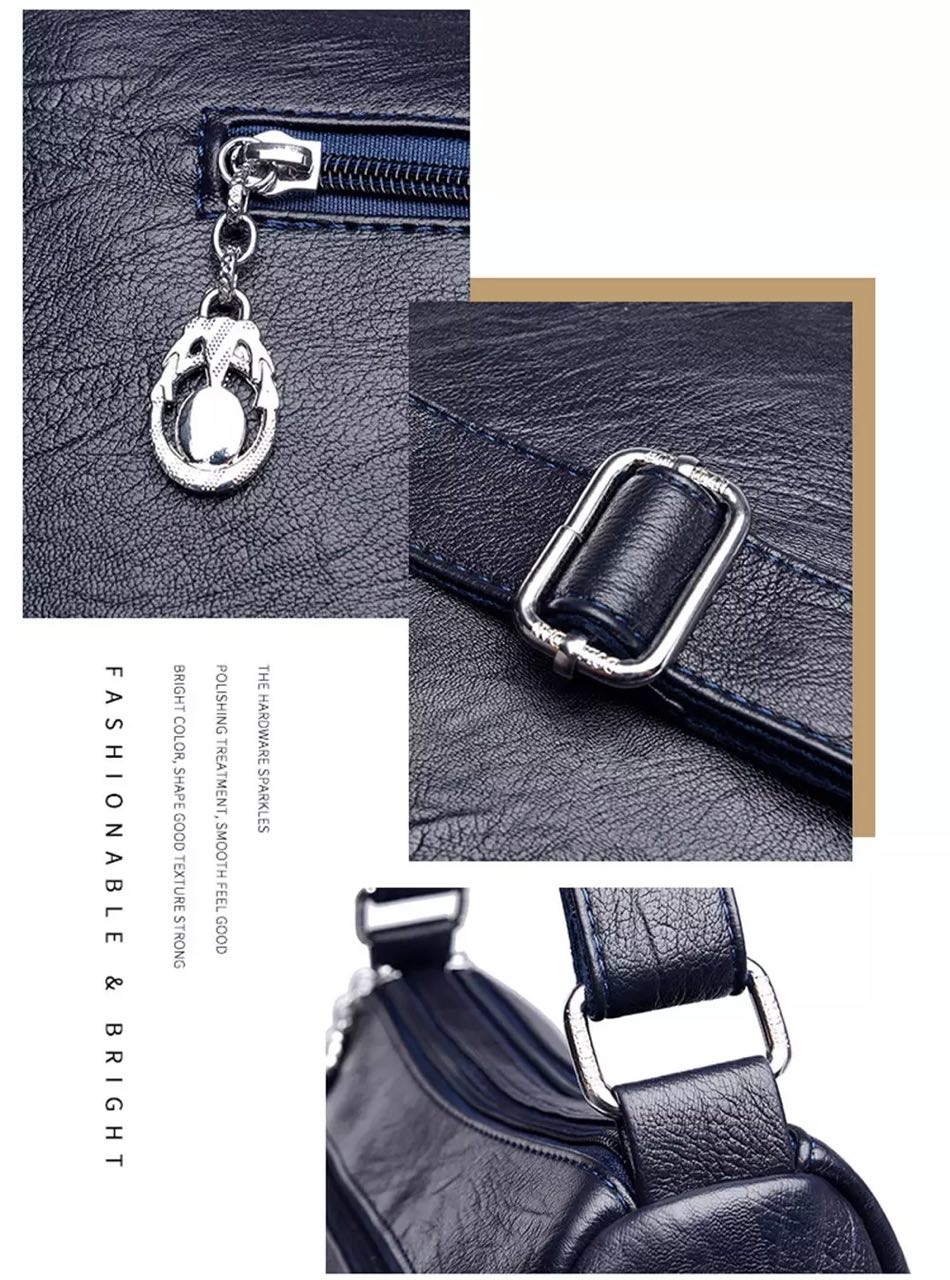 THE HARDWARE SPARKLES
POLISHING TREATMENT, SMOOTH FEEL GOOD
BRIGHT COLOR, SHAPE GOOD TEXTURE STRONG
FASHIONABLE & BRIGHT